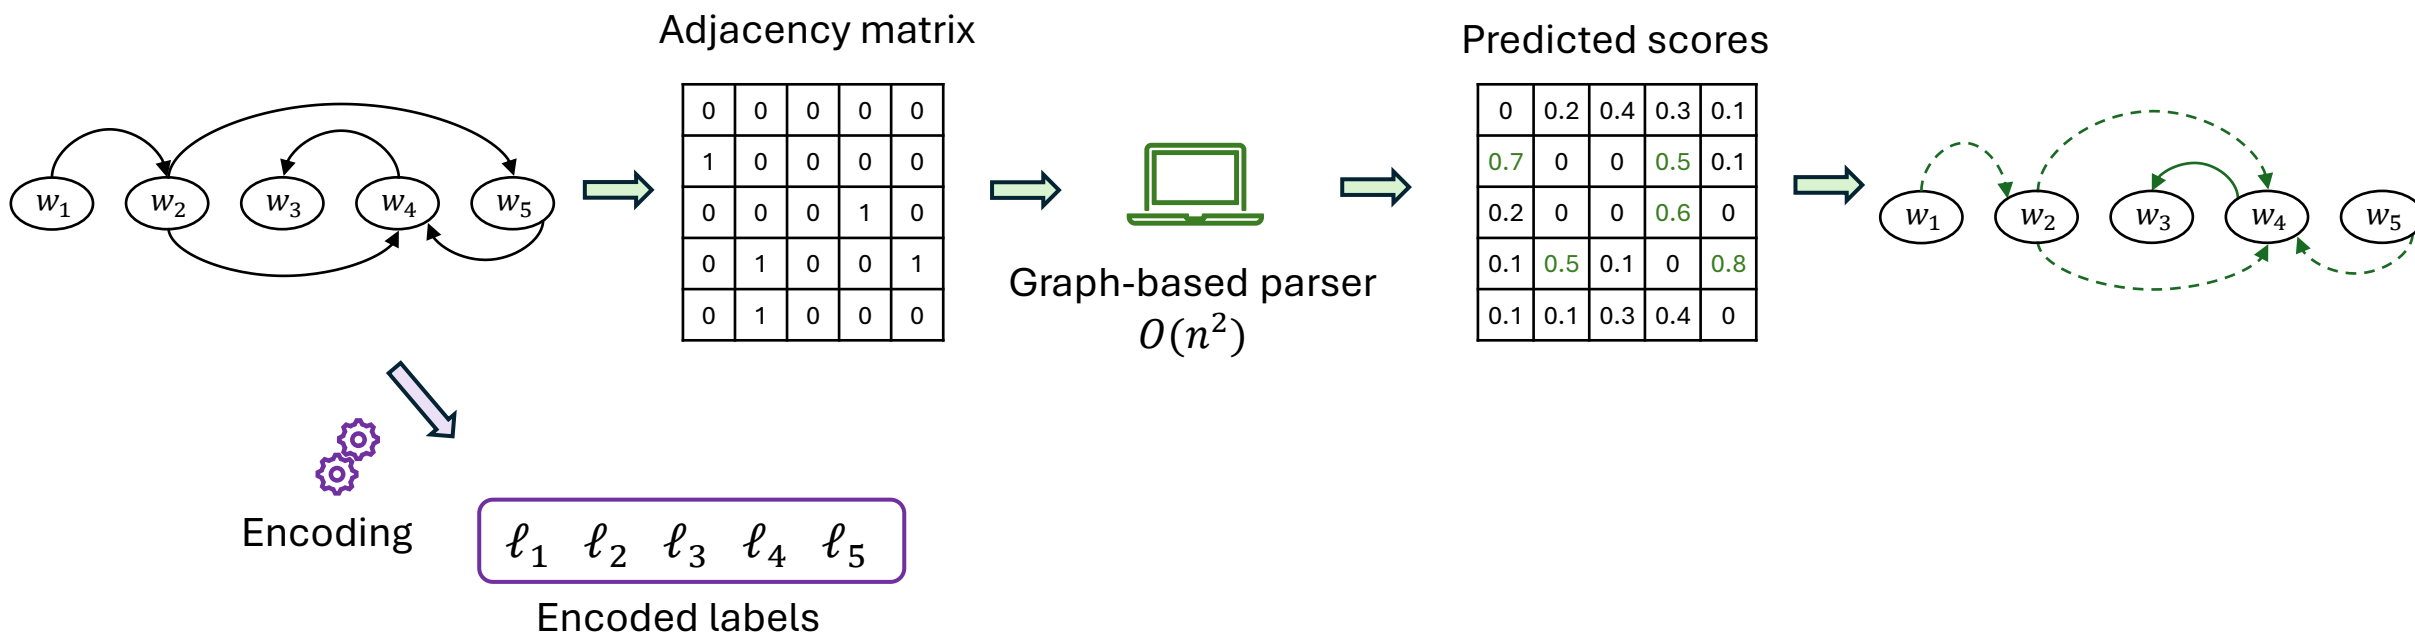 Adjacency matrix
Predicted scores
w₁ w₂ w₃ w₄ w₅
0 0 0 0 0
1 0 0 0 0
0 0 0 1 0
0 1 0 0 1
0 1 0 0 0
Graph-based parser
O(n²)
0 0.2 0.4 0.3 0.1
0.7 0 0 0.5 0.1
0.2 0 0 0.6 0
0.1 0.5 0.1 0 0.8
0.1 0.1 0.3 0.4 0
w₁ w₂ w₃ w₄ w₅
Encoding
ℓ₁ ℓ₂ ℓ₃ ℓ₄ ℓ₅
Encoded labels